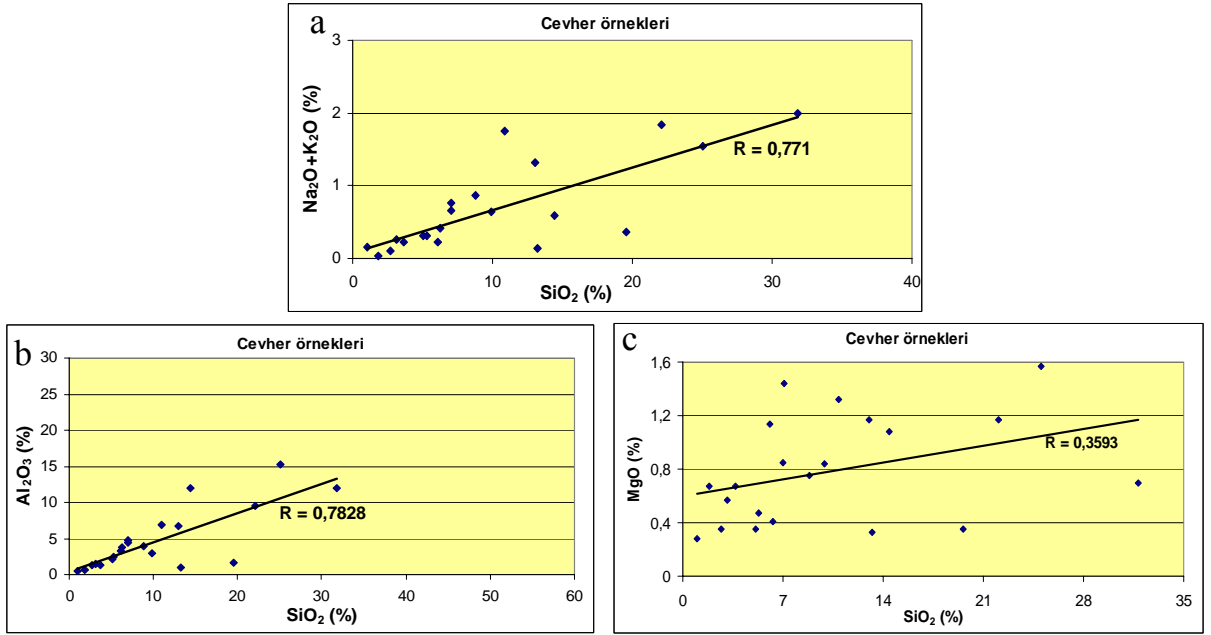 a
Cevher örnekleri
Na₂O+K₂O (%)
3
2
1
0
R = 0,771
0 10 20 30 40
SiO₂ (%)
b
Cevher örnekleri
Al₂O₃ (%)
30
25
20
15
10
5
0
R = 0,7828
0 10 20 30 40 50 60
SiO₂ (%)
c
Cevher örnekleri
MgO (%)
1,6
1,2
0,8
0,4
0
R = 0,3593
0 7 14 21 28 35
SiO₂ (%)